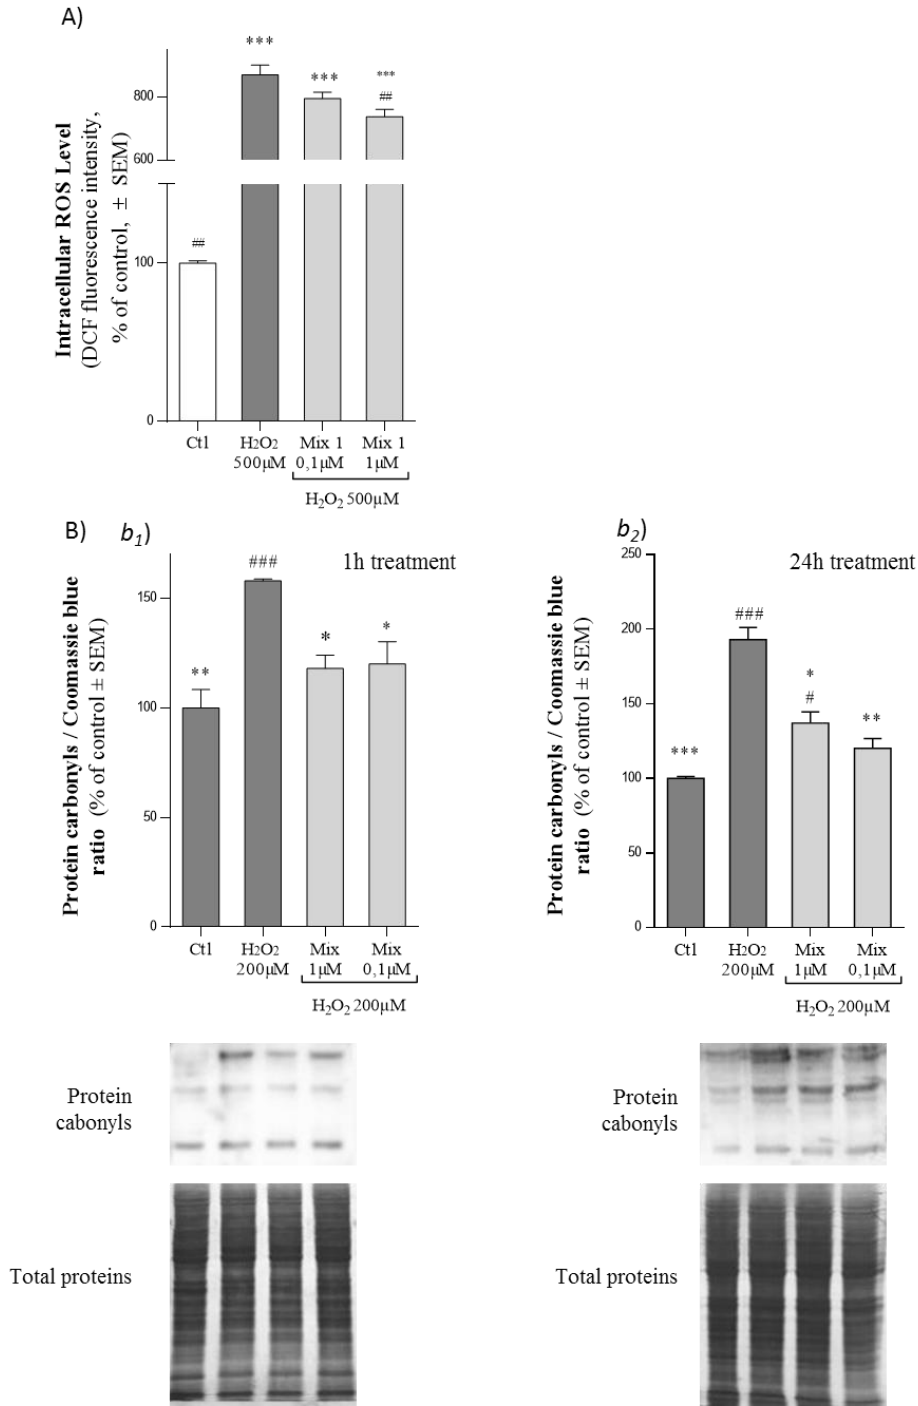 A)
Intracellular ROS Level
(DCF fluorescence intensity,
% of control, ± SEM)
800
600
100
0
***
***
***
##
##
Ctl
H2O2
500µM
Mix 1
0,1µM
Mix 1
1µM
H2O2 500µM
B)
b1)
1h treatment
Protein carbonyls / Coomassie blue
ratio (% of control ± SEM)
150
100
50
0
**
###
*
*
Ctl
H2O2
200µM
Mix
1µM
Mix
0,1µM
H2O2 200µM
b2)
24h treatment
Protein carbonyls / Coomassie blue
ratio (% of control ± SEM)
250
200
150
100
50
0
***
###
*
#
**
Ctl
H2O2
200µM
Mix
1µM
Mix
0,1µM
H2O2 200µM
Protein
cabonyls
Total proteins
Protein
cabonyls
Total proteins